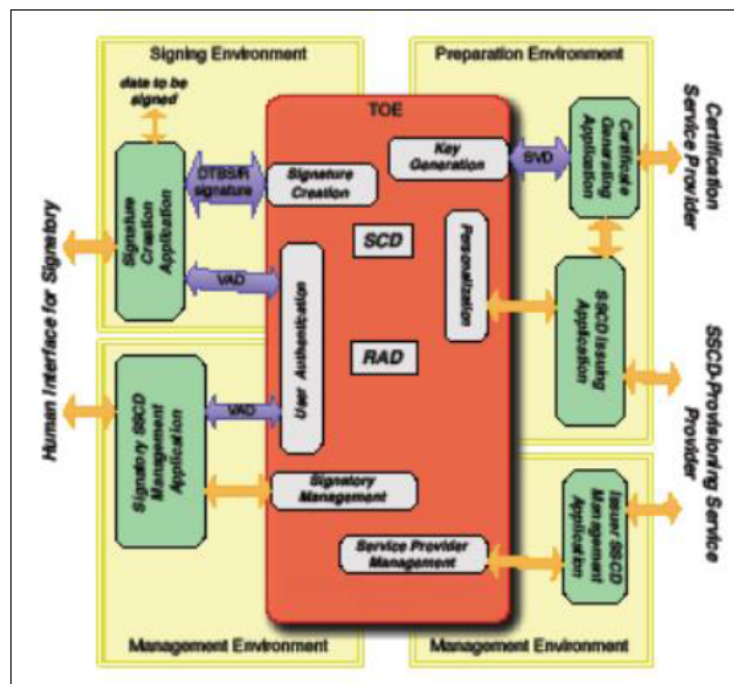 Signing Environment
Preparation Environment
data to be
signed
TOE
Certification
Service Provider
Key
Generation
SVD
Certificate
Generating
Application
DTBS/R
signature
Signature
Creation
Signature
Creation
Application
SCD
Personalization
Human Interface for Signatory
VAD
User Authentication
SSCD Issuing
Application
RAD
SSCD-Provisioning Service
Provider
Signatory SSCD
Management
Application
VAD
Signatory
Management
Issuer SSCD
Management
Application
Service Provider
Management
Management Environment
Management Environment